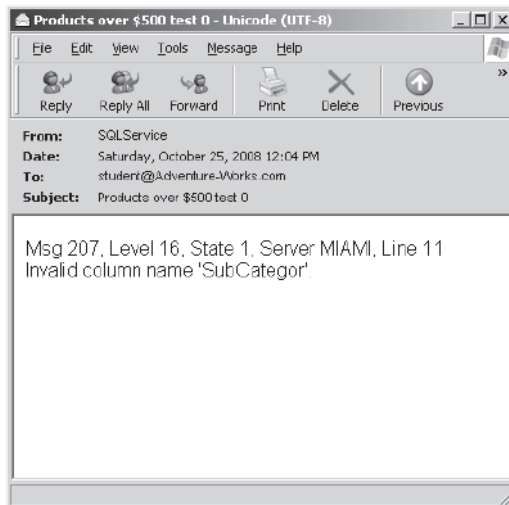 Products over $500 test 0 - Unicode (UTF-8)
File Edit View Tools Message Help
Reply Reply All Forward Print Delete Previous »
From: SQLService
Date: Saturday, October 25, 2008 12:04 PM
To: student@Adventure-Works.com
Subject: Products over $500 test 0
Msg 207, Level 16, State 1, Server MIAMI, Line 11
Invalid column name 'SubCategor'.